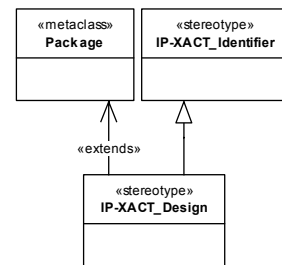 «metaclass»
Package
«stereotype»
IP-XACT_Identifier
«extends»
«stereotype»
IP-XACT_Design